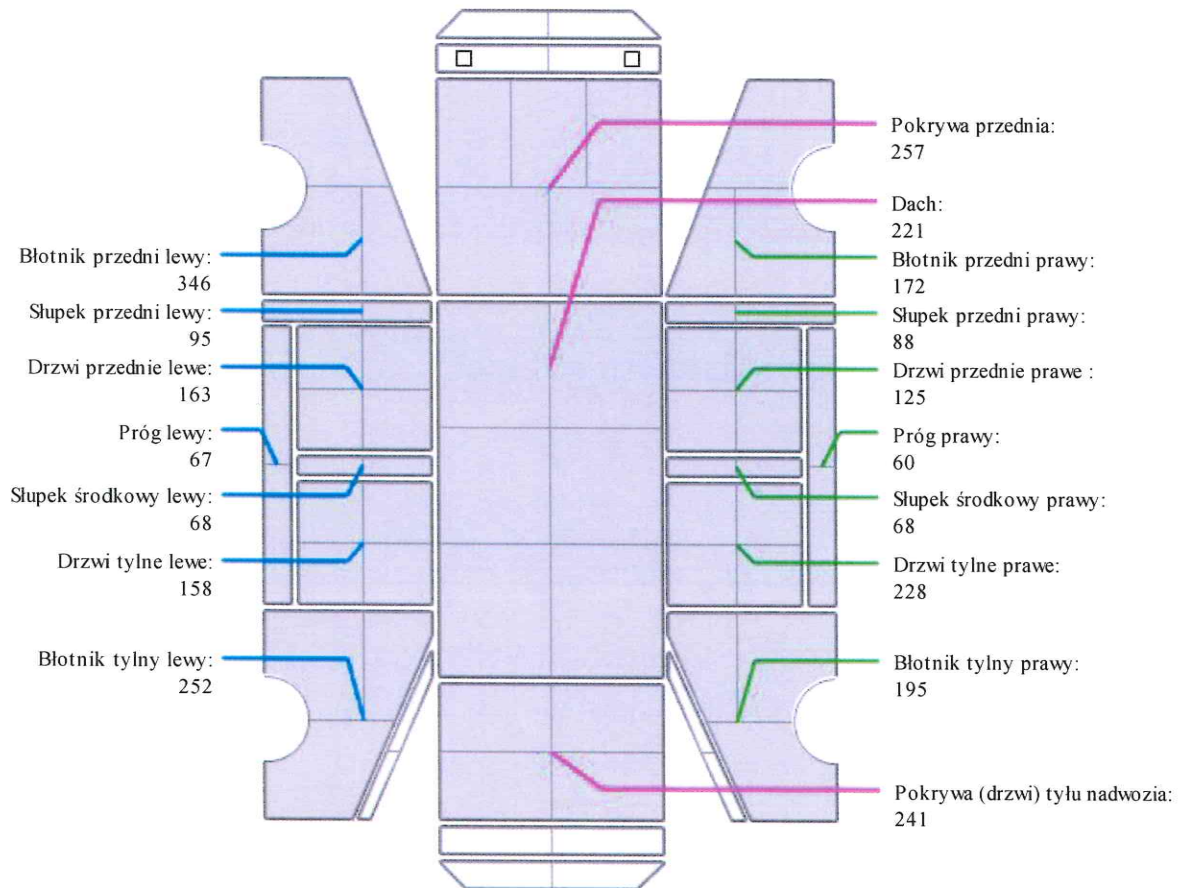 Pokrywa przednia:
257
Dach:
221
Błotnik przedni lewy:
346
Błotnik przedni prawy:
172
Słupek przedni lewy:
95
Słupek przedni prawy:
88
Drzwi przednie lewe:
163
Drzwi przednie prawe :
125
Próg lewy:
67
Próg prawy:
60
Słupek środkowy lewy:
68
Słupek środkowy prawy:
68
Drzwi tylne lewe:
158
Drzwi tylne prawe:
228
Błotnik tylny lewy:
252
Błotnik tylny prawy:
195
Pokrywa (drzwi) tyłu nadwozia:
241